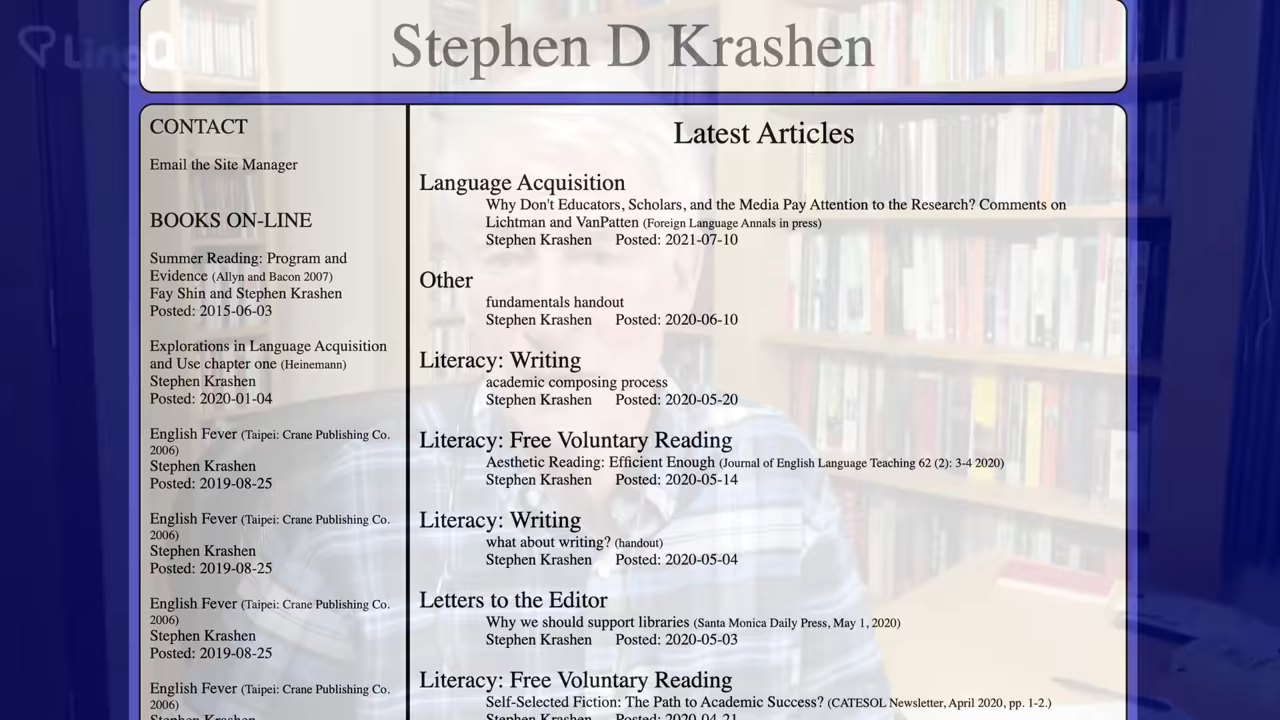 LingQ
Stephen D Krashen
CONTACT
Email the Site Manager
BOOKS ON-LINE
Summer Reading: Program and
Evidence (Allyn and Bacon 2007)
Fay Shin and Stephen Krashen
Posted: 2015-06-03
Explorations in Language Acquisition
and Use chapter one (Heinemann)
Stephen Krashen
Posted: 2020-01-04
English Fever (Taipei: Crane Publishing Co.
2006)
Stephen Krashen
Posted: 2019-08-25
English Fever (Taipei: Crane Publishing Co.
2006)
Stephen Krashen
Posted: 2019-08-25
English Fever (Taipei: Crane Publishing Co.
2006)
Stephen Krashen
Posted: 2019-08-25
English Fever (Taipei: Crane Publishing Co.
2006)
Stephen Krashen
Latest Articles
Language Acquisition
Why Don't Educators, Scholars, and the Media Pay Attention to the Research? Comments on
Lichtman and VanPatten (Foreign Language Annals in press)
Stephen Krashen Posted: 2021-07-10
Other
fundamentals handout
Stephen Krashen Posted: 2020-06-10
Literacy: Writing
academic composing process
Stephen Krashen Posted: 2020-05-20
Literacy: Free Voluntary Reading
Aesthetic Reading: Efficient Enough (Journal of English Language Teaching 62 (2): 3-4 2020)
Stephen Krashen Posted: 2020-05-14
Literacy: Writing
what about writing? (handout)
Stephen Krashen Posted: 2020-05-04
Letters to the Editor
Why we should support libraries (Santa Monica Daily Press, May 1, 2020)
Stephen Krashen Posted: 2020-05-03
Literacy: Free Voluntary Reading
Self-Selected Fiction: The Path to Academic Success? (CATESOL Newsletter, April 2020, pp. 1-2.)
Stephen Krashen Posted: 2020-04-21